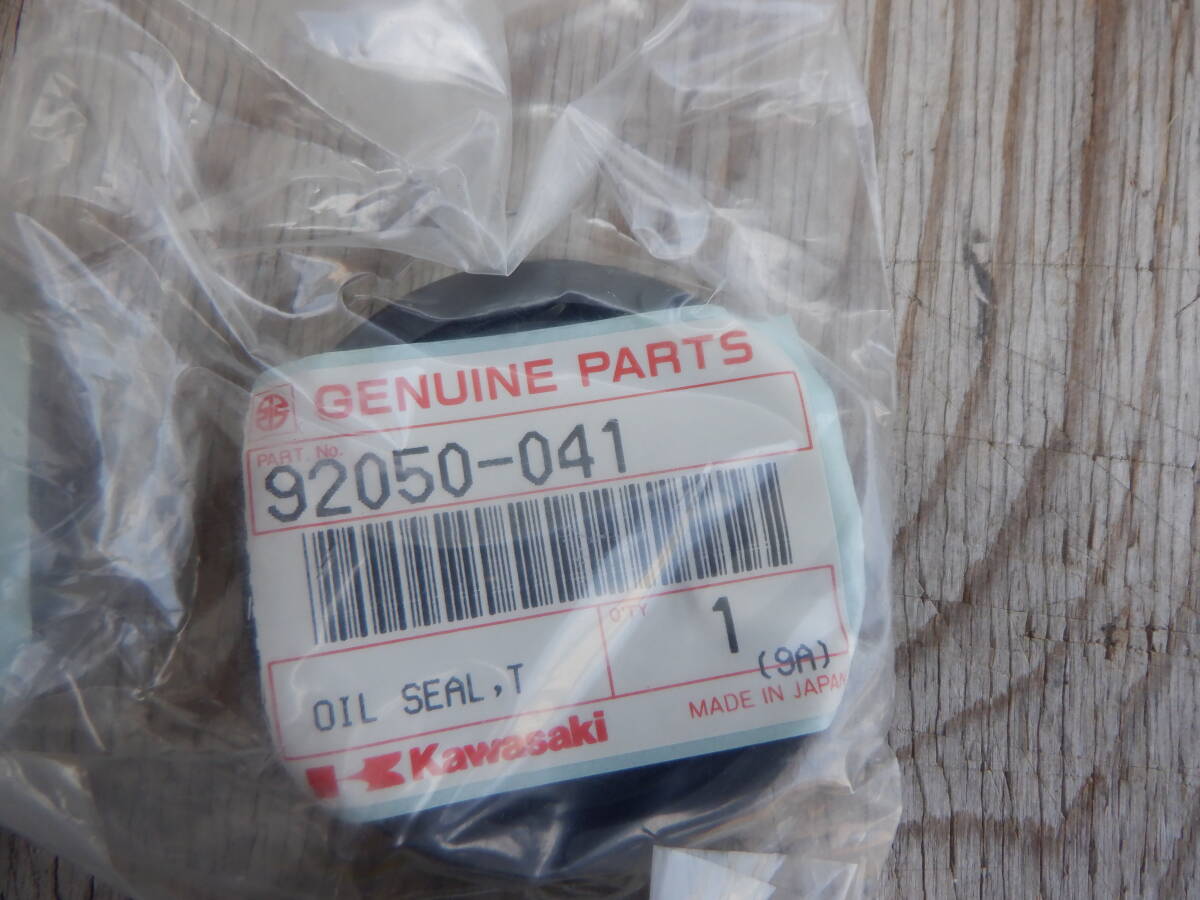 GENUINE PARTS
PART. No.
92050-041
Q'TY
1
OIL SEAL,T
(9A)
Kawasaki
MADE IN JAPAN